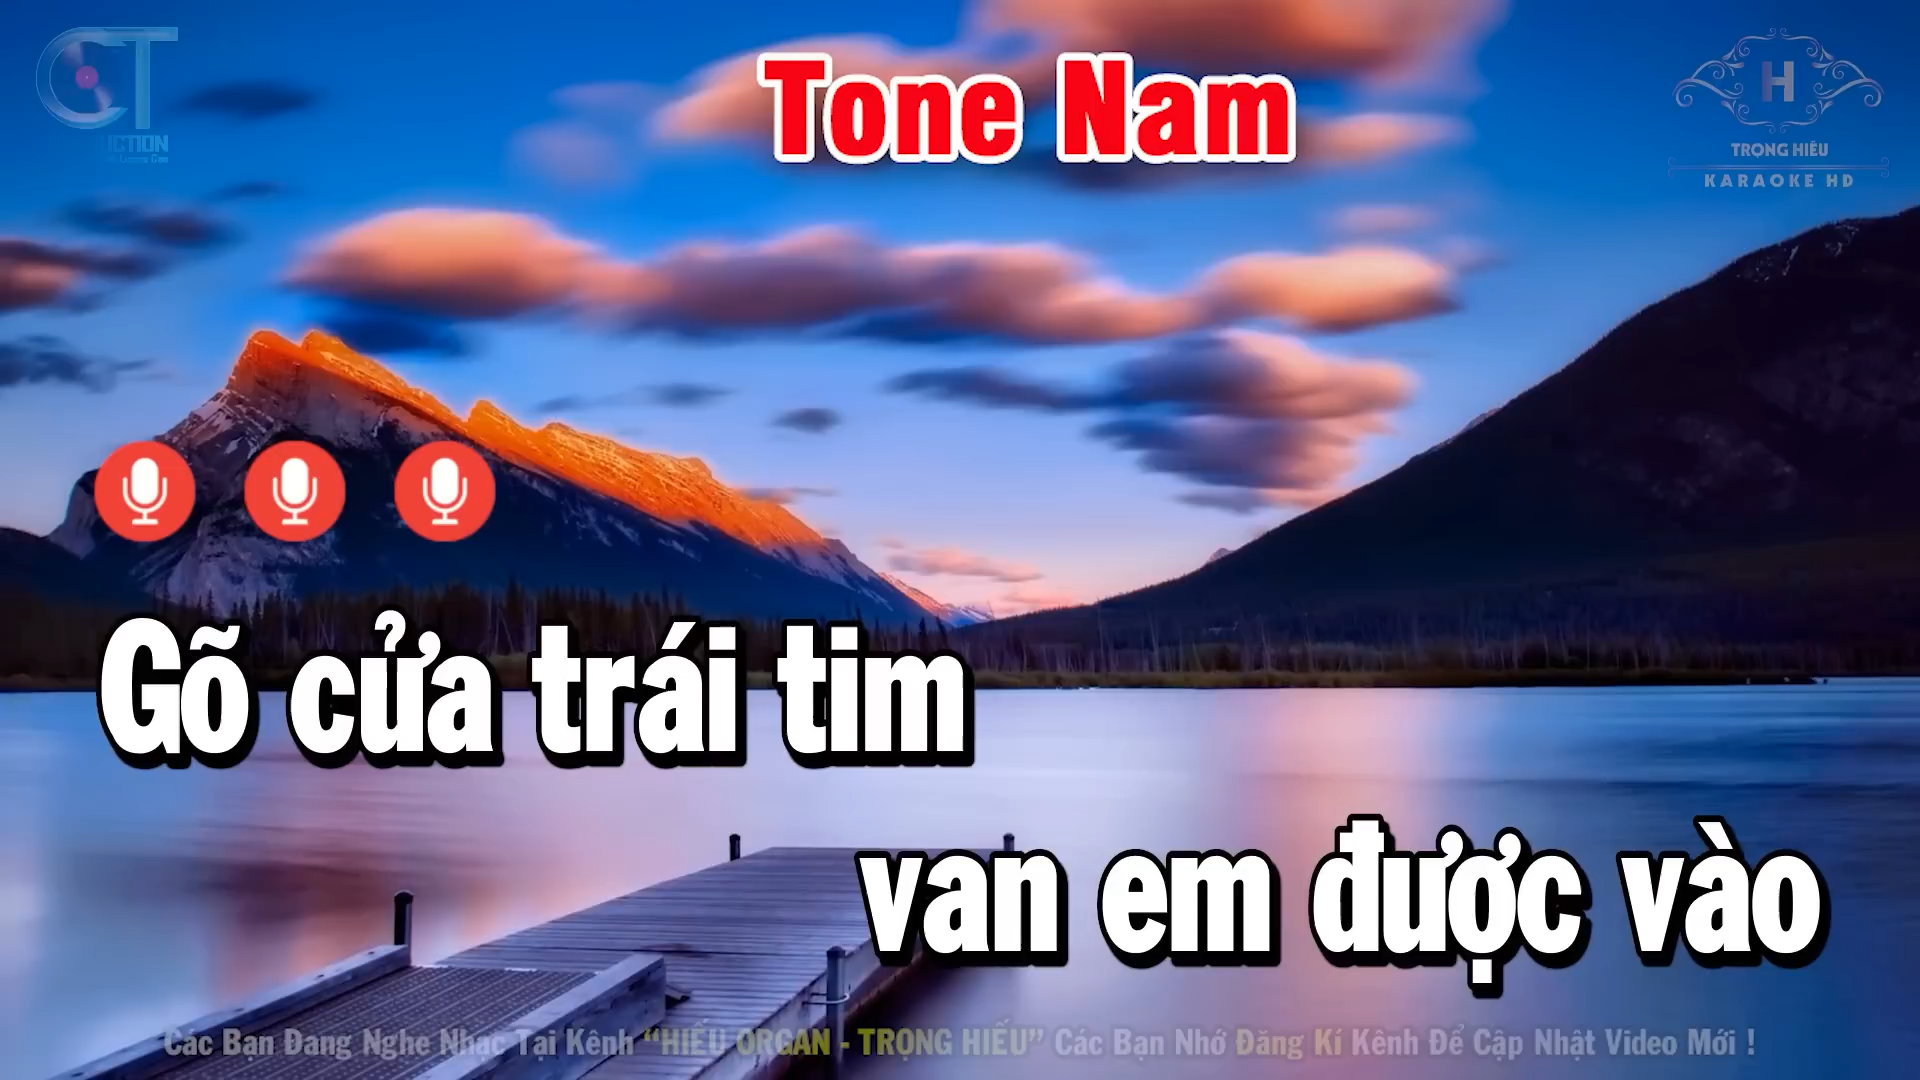 CT
Tone Nam
H
TRỌNG HIẾU
KARAOKE HD
Gõ cửa trái tim
van em được vào
Các Bạn Đang Nghe Nhạc Tại Kênh “HIẾU ORGAN - TRỌNG HIẾU” Các Bạn Nhớ Đăng Kí Kênh Để Cập Nhật Video Mới !